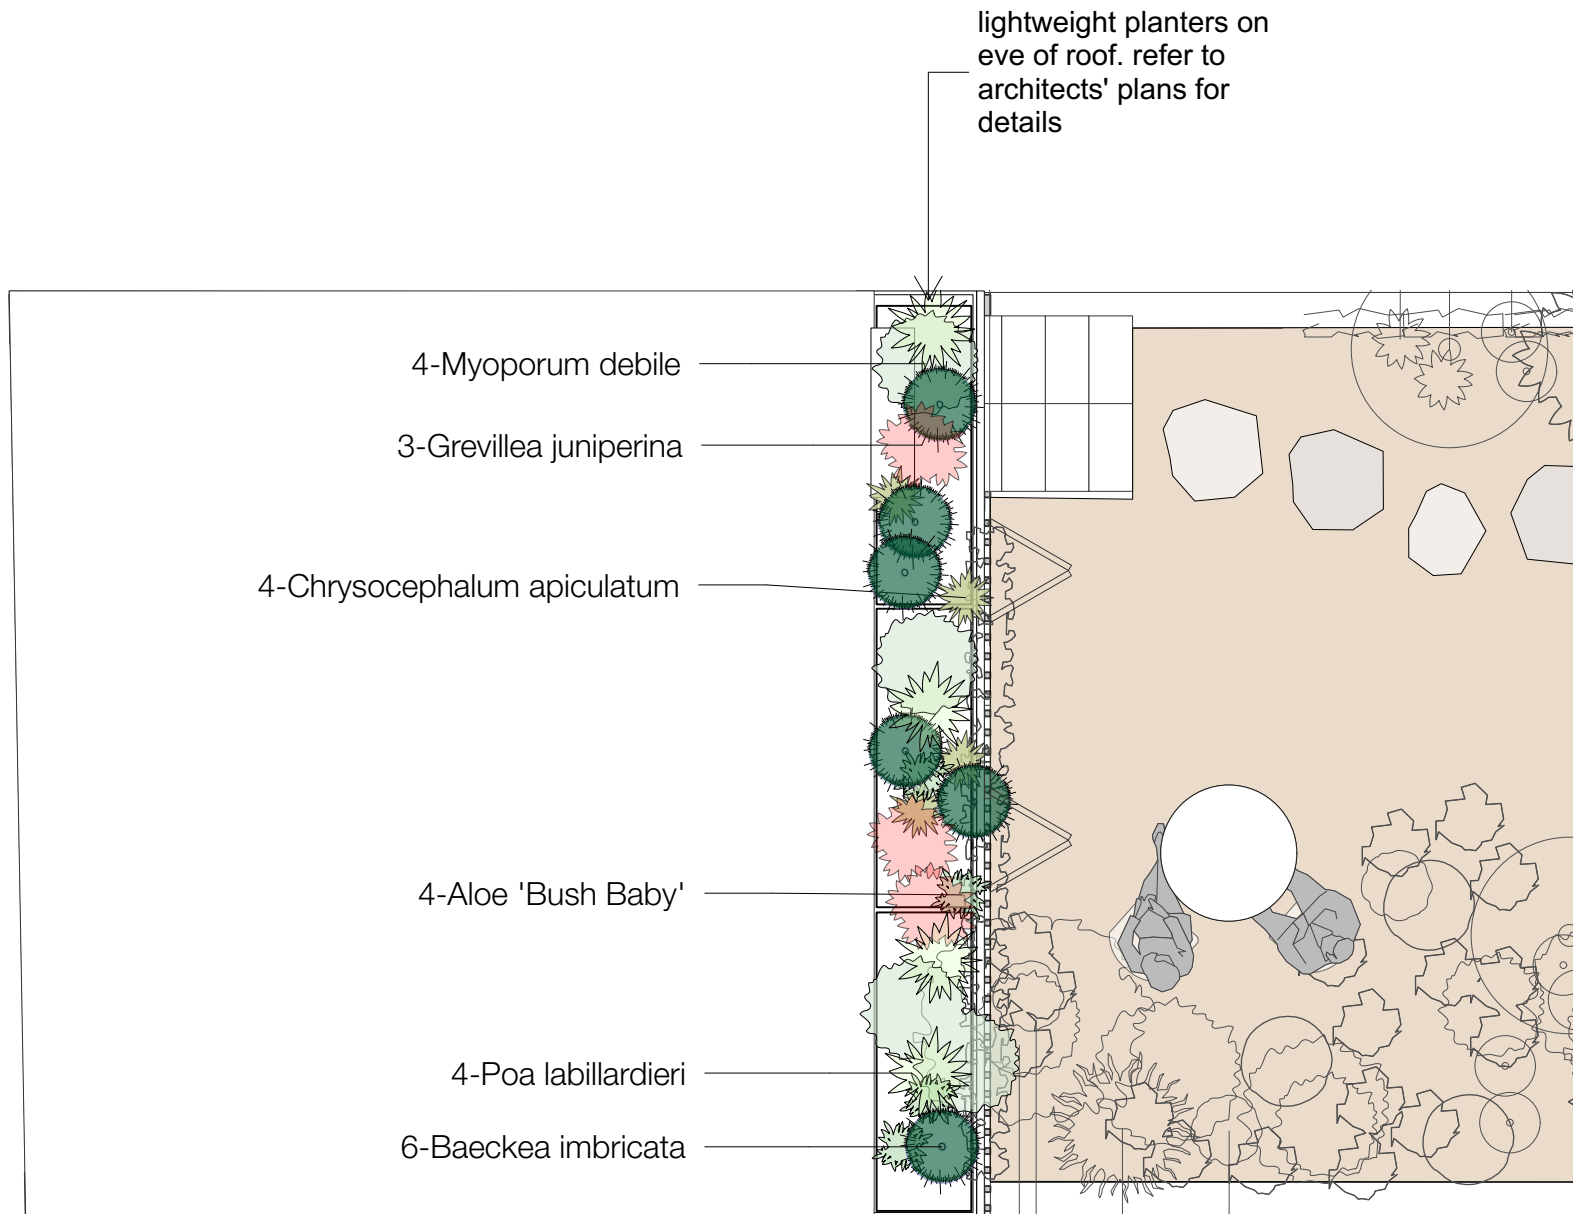 lightweight planters on
eve of roof. refer to
architects' plans for
details
4-Myoporum debile
3-Grevillea juniperina
4-Chrysocephalum apiculatum
4-Aloe 'Bush Baby'
4-Poa labillardieri
6-Baeckea imbricata